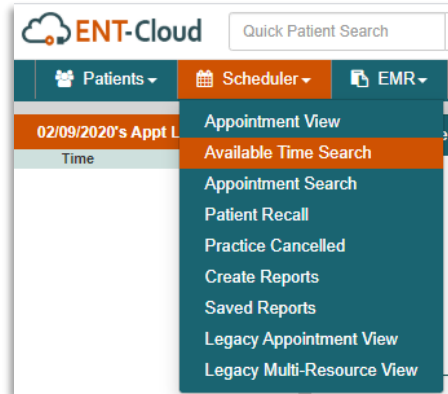 ENT-Cloud
Quick Patient Search
Patients
Scheduler
EMR
02/09/2020's Appt L
Time
Appointment View
Available Time Search
Appointment Search
Patient Recall
Practice Cancelled
Create Reports
Saved Reports
Legacy Appointment View
Legacy Multi-Resource View